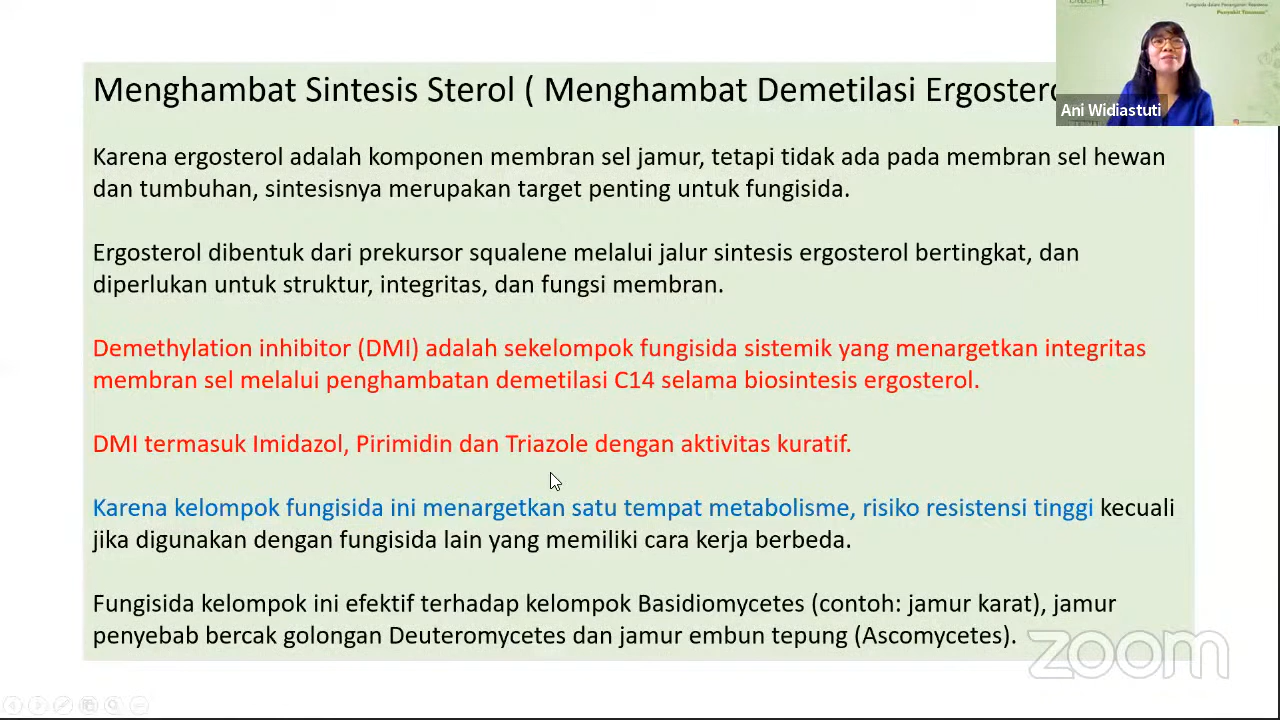 Fungisida dalam Penanganan Resistensi
Penyakit Tanaman"
Ani Widiastuti
Menghambat Sintesis Sterol ( Menghambat Demetilasi
Karena ergosterol adalah komponen membran sel jamur, tetapi tidak ada pada membran sel hewan
dan tumbuhan, sintesisnya merupakan target penting untuk fungisida.
Ergosterol dibentuk dari prekursor squalene melalui jalur sintesis ergosterol bertingkat, dan
diperlukan untuk struktur, integritas, dan fungsi membran.
Demethylation inhibitor (DMI) adalah sekelompok fungisida sistemik yang menargetkan integritas
membran sel melalui penghambatan demetilasi C14 selama biosintesis ergosterol.
DMI termasuk Imidazol, Pirimidin dan Triazole dengan aktivitas kuratif.
Karena kelompok fungisida ini menargetkan satu tempat metabolisme, risiko resistensi tinggi kecuali
jika digunakan dengan fungisida lain yang memiliki cara kerja berbeda.
Fungisida kelompok ini efektif terhadap kelompok Basidiomycetes (contoh: jamur karat), jamur
penyebab bercak golongan Deuteromycetes dan jamur embun tepung (Ascomycetes).
zoom